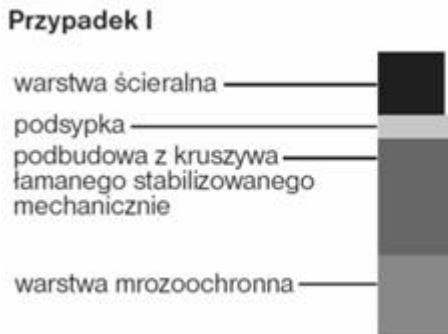 Przypadek I
warstwa ścieralna
podsypka
podbudowa z kruszywa
łamanego stabilizowanego
mechanicznie
warstwa mrozoochronna